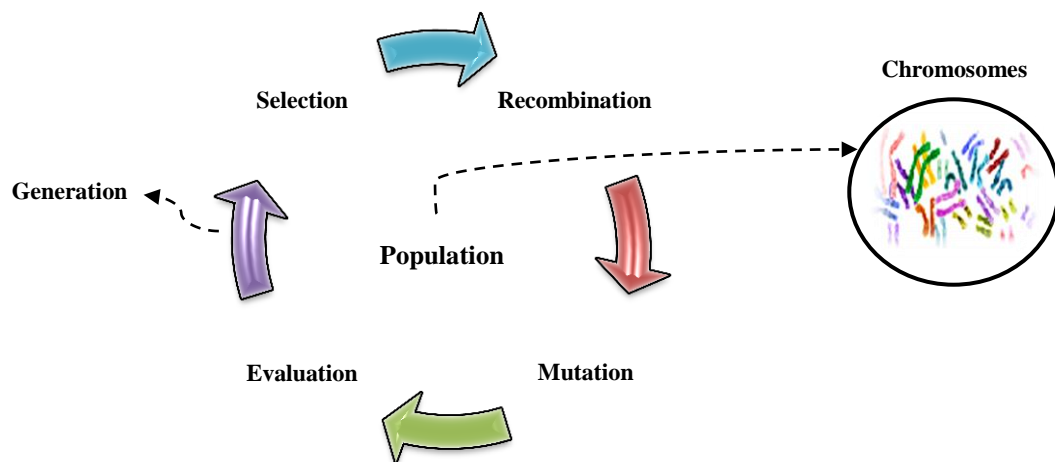 Chromosomes
Selection
Recombination
Generation
Population
Evaluation
Mutation